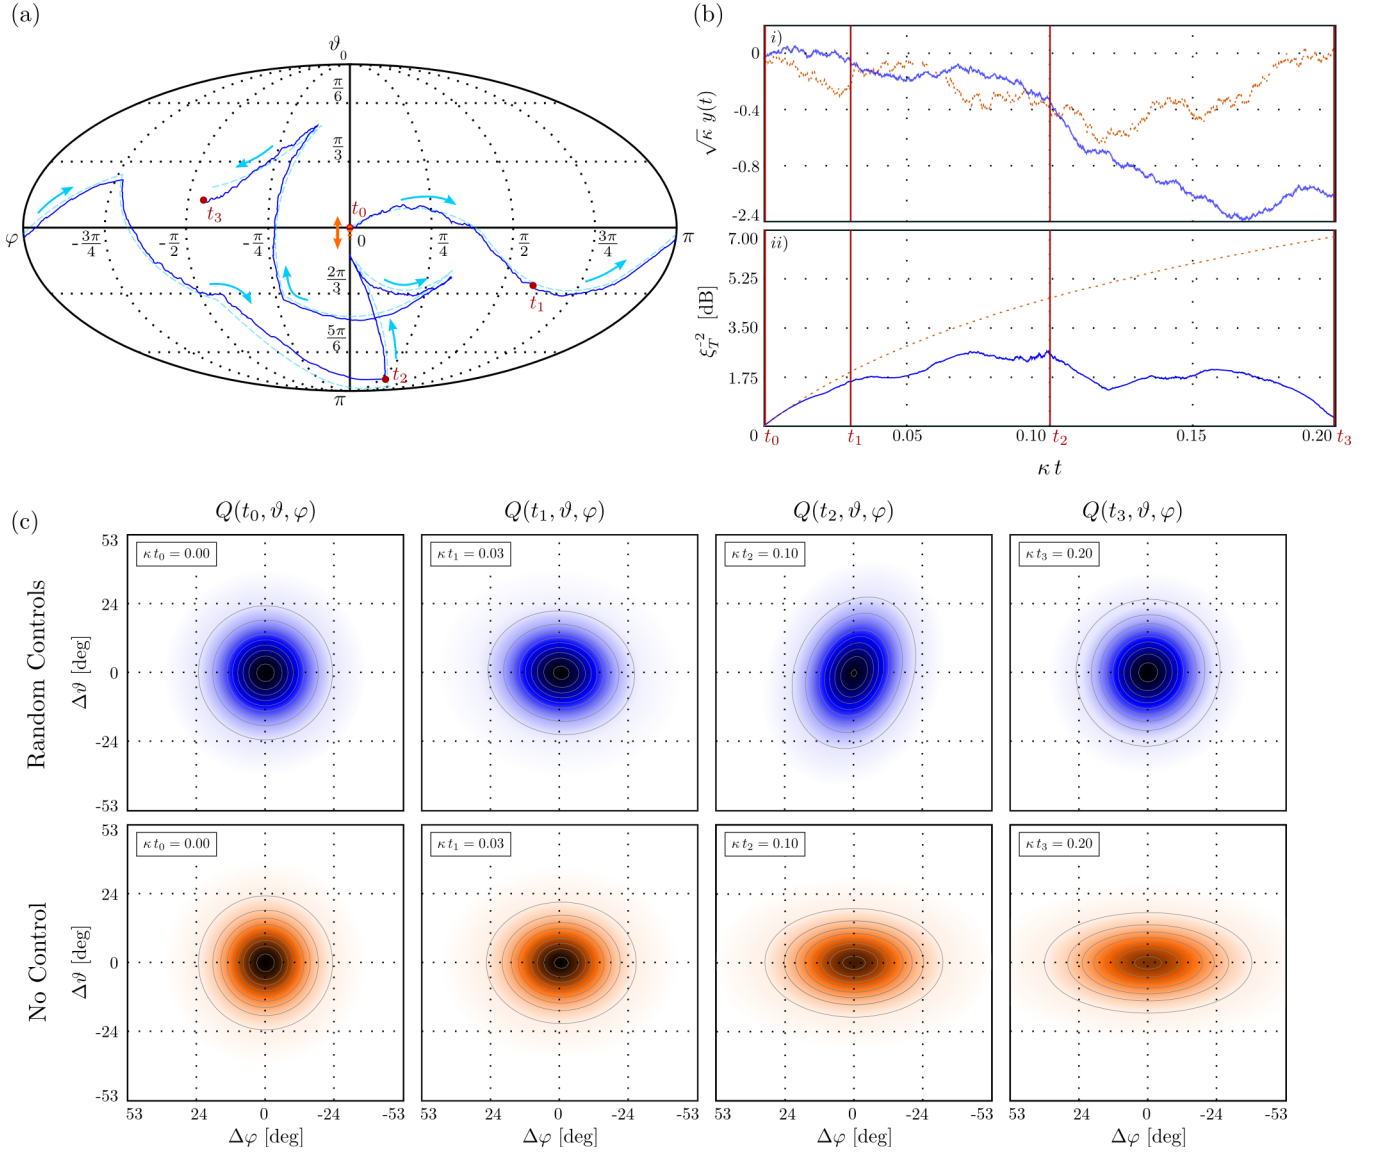 (a)
ϑ
0
π/6
π/3
t₀
t₃
φ
-3π/4
-π/2
-π/4
0
π/4
π/2
3π/4
π
2π/3
t₁
5π/6
t₂
π
(b)
i)
0
-0.4
-0.8
-2.4
√κ y(t)
ii)
7.00
5.25
3.50
1.75
0
ξ_T⁻² [dB]
t₀ t₁ 0.05 0.10 t₂ 0.15 0.20 t₃
κ t
(c)
Q(t₀, ϑ, φ) Q(t₁, ϑ, φ) Q(t₂, ϑ, φ) Q(t₃, ϑ, φ)
Random Controls
Δϑ [deg]
53
24
0
-24
-53
κ t₀ = 0.00
κ t₁ = 0.03
κ t₂ = 0.10
κ t₃ = 0.20
No Control
Δϑ [deg]
53
24
0
-24
-53
κ t₀ = 0.00
κ t₁ = 0.03
κ t₂ = 0.10
κ t₃ = 0.20
53 24 0 -24 53 24 0 -24 53 24 0 -24 53 24 0 -24 -53
Δφ [deg] Δφ [deg] Δφ [deg] Δφ [deg]